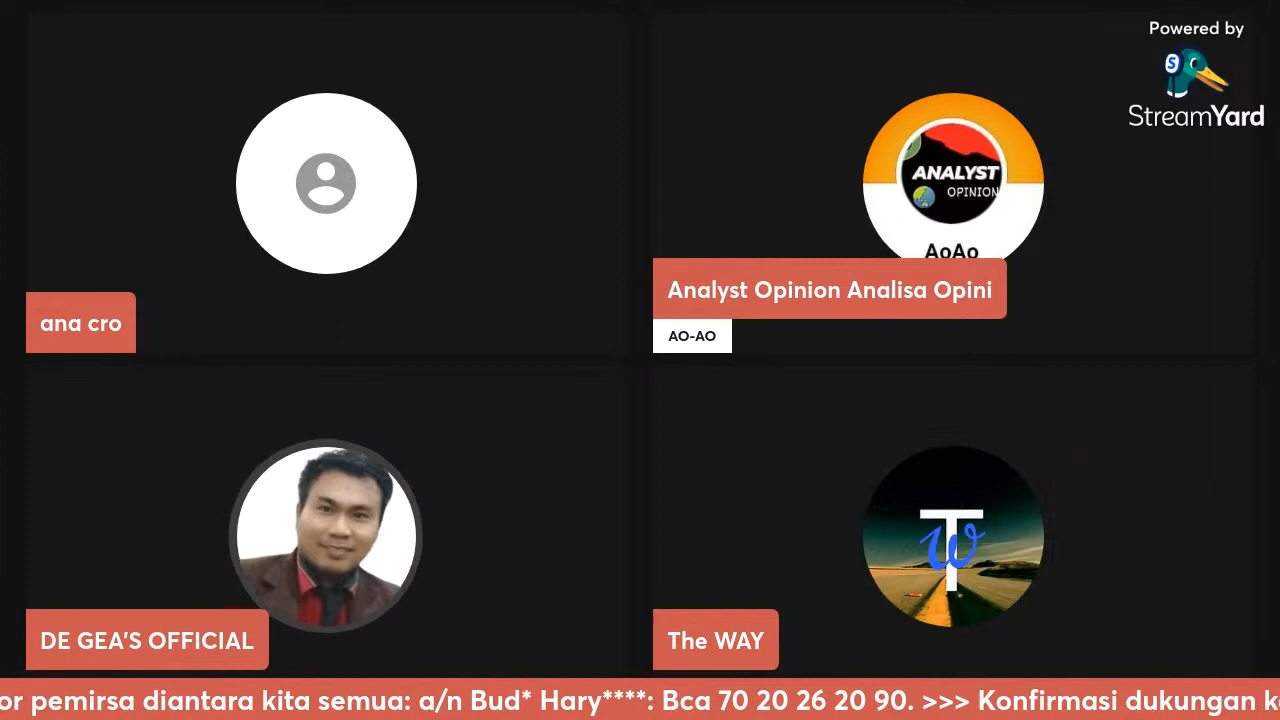 Powered by
StreamYard
ANALYST
OPINION
AoAo
Analyst Opinion Analisa Opini
AO-AO
ana cro
DE GEA'S OFFICIAL
Tw
The WAY
or pemirsa diantara kita semua: a/n Bud* Hary****: Bca 70 20 26 20 90. >>> Konfirmasi dukungan k